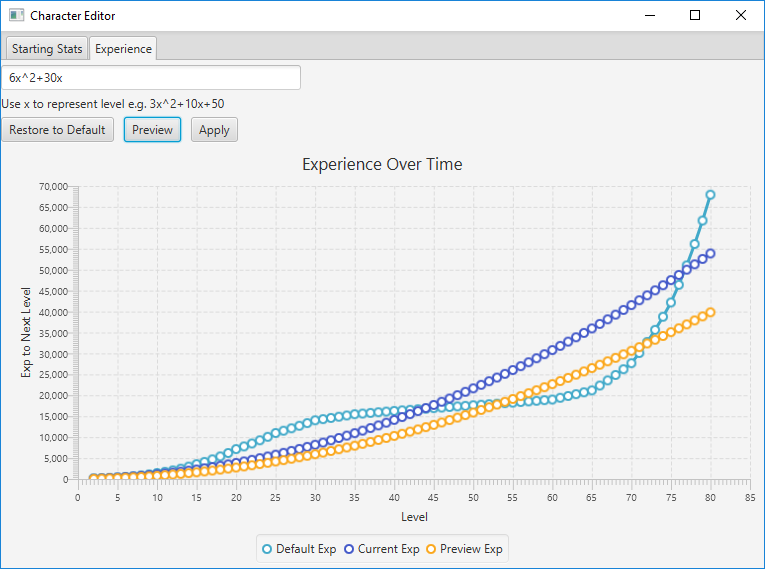 Character Editor
Starting Stats Experience
6x^2+30x
Use x to represent level e.g. 3x^2+10x+50
Restore to Default Preview Apply
Experience Over Time
70,000
65,000
60,000
55,000
50,000
45,000
40,000
35,000
30,000
25,000
20,000
15,000
10,000
5,000
0
Exp to Next Level
0 5 10 15 20 25 30 35 40 45 50 55 60 65 70 75 80 85
Level
Default Exp Current Exp Preview Exp